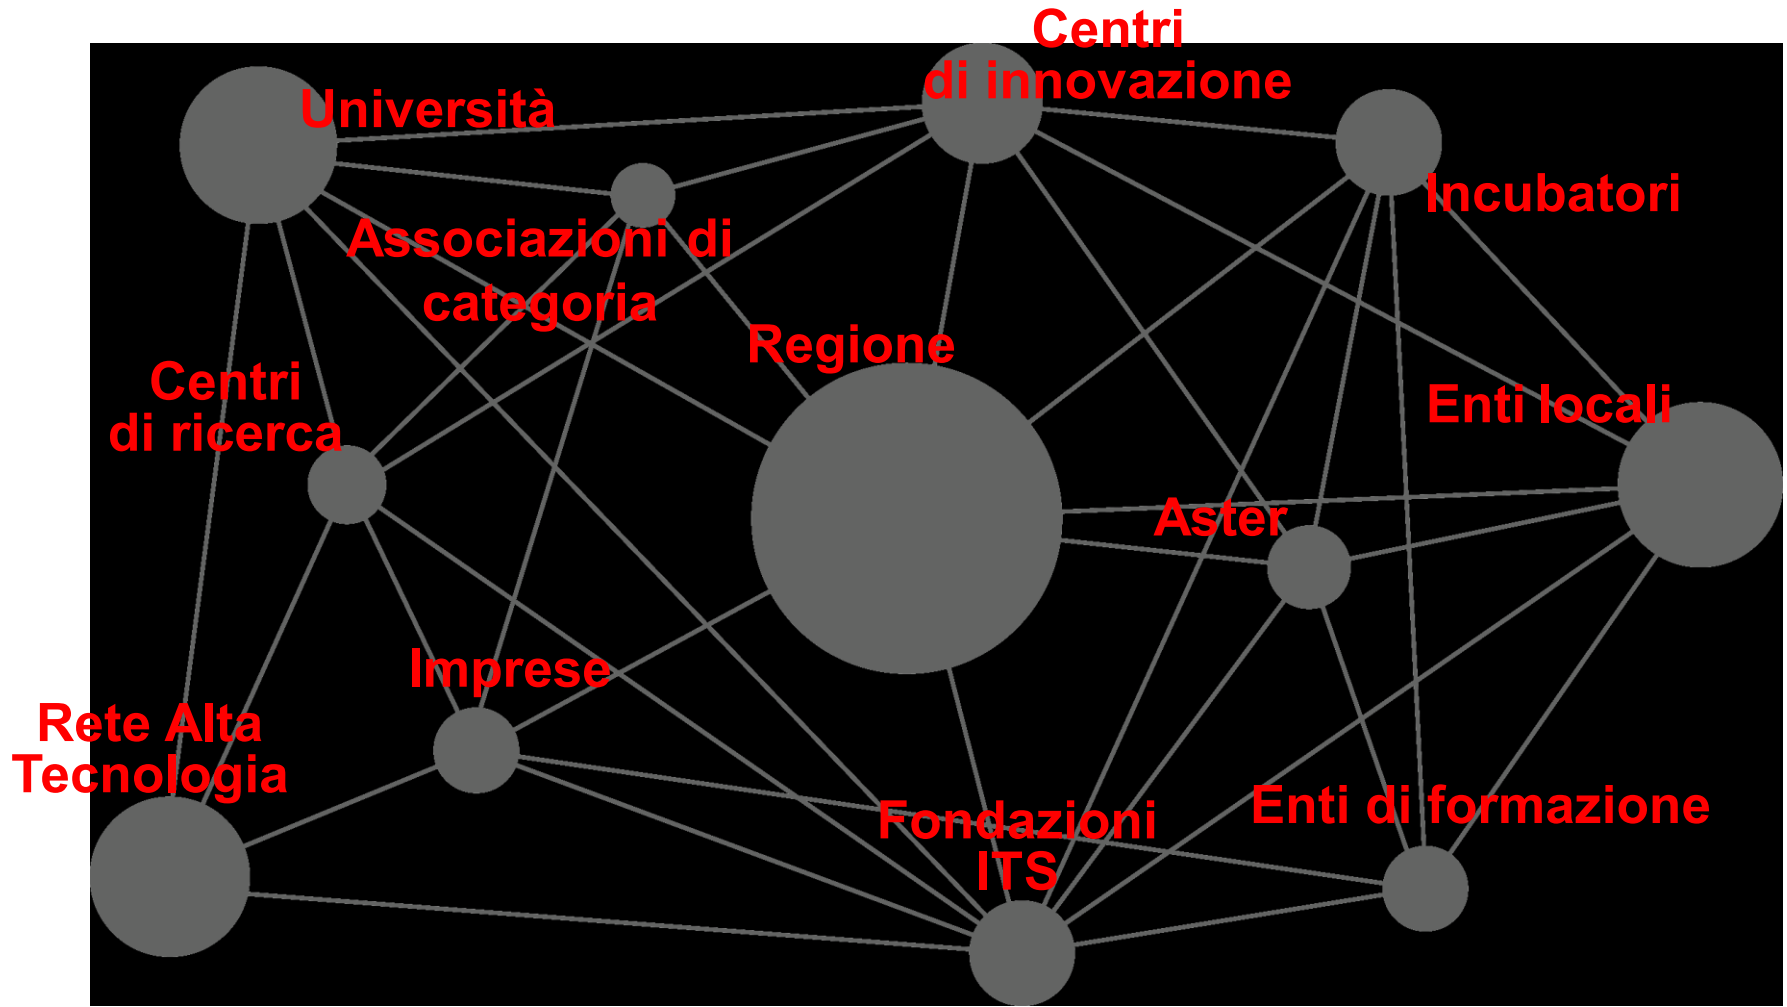 Centri
di innovazione
Università
Incubatori
Associazioni di
categoria
Regione
Centri
di ricerca
Enti locali
Aster
Imprese
Rete Alta
Tecnologia
Fondazioni
ITS
Enti di formazione